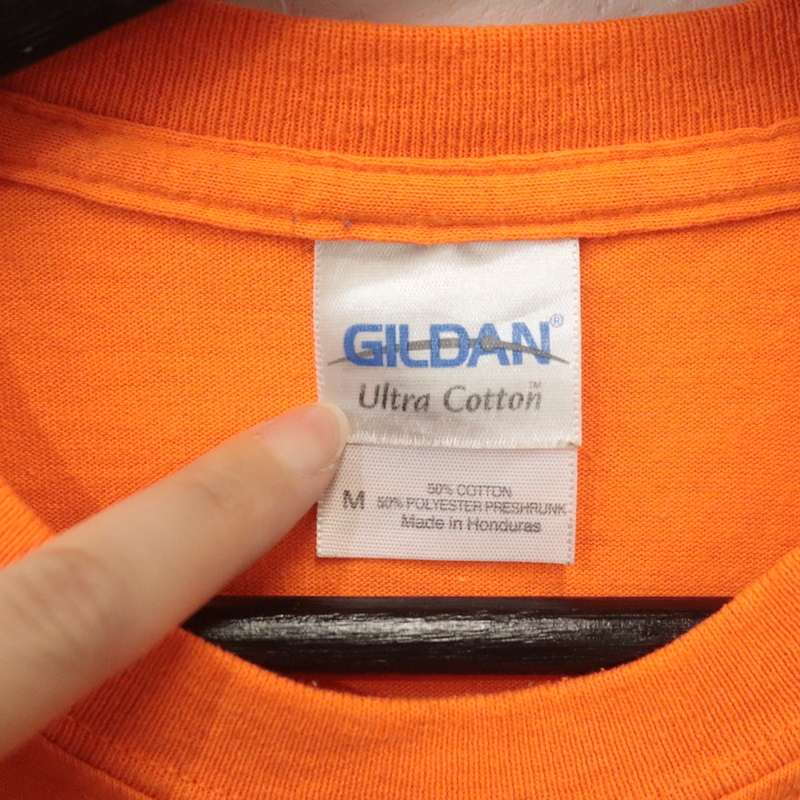 GILDAN®
Ultra Cotton™
50% COTTON
M 50% POLYESTER PRESHRUNK
Made in Honduras